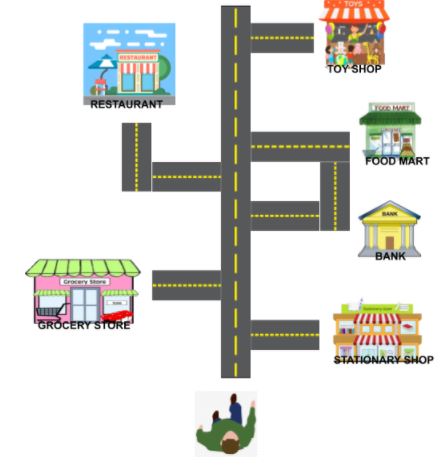 TOYS
TOY SHOP
RESTAURANT
RESTAURANT
FOOD MART
FOOD MART
BANK
BANK
Grocery Store
GROCERY STORE
STATIONARY SHOP